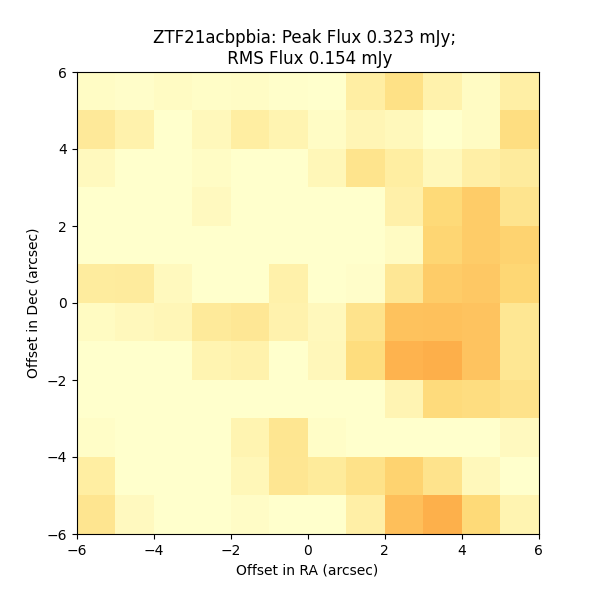 ZTF21acbpbia: Peak Flux 0.323 mJy;
RMS Flux 0.154 mJy
6
4
2
0
−2
−4
−6
Offset in Dec (arcsec)
−6 −4 −2 0 2 4 6
Offset in RA (arcsec)